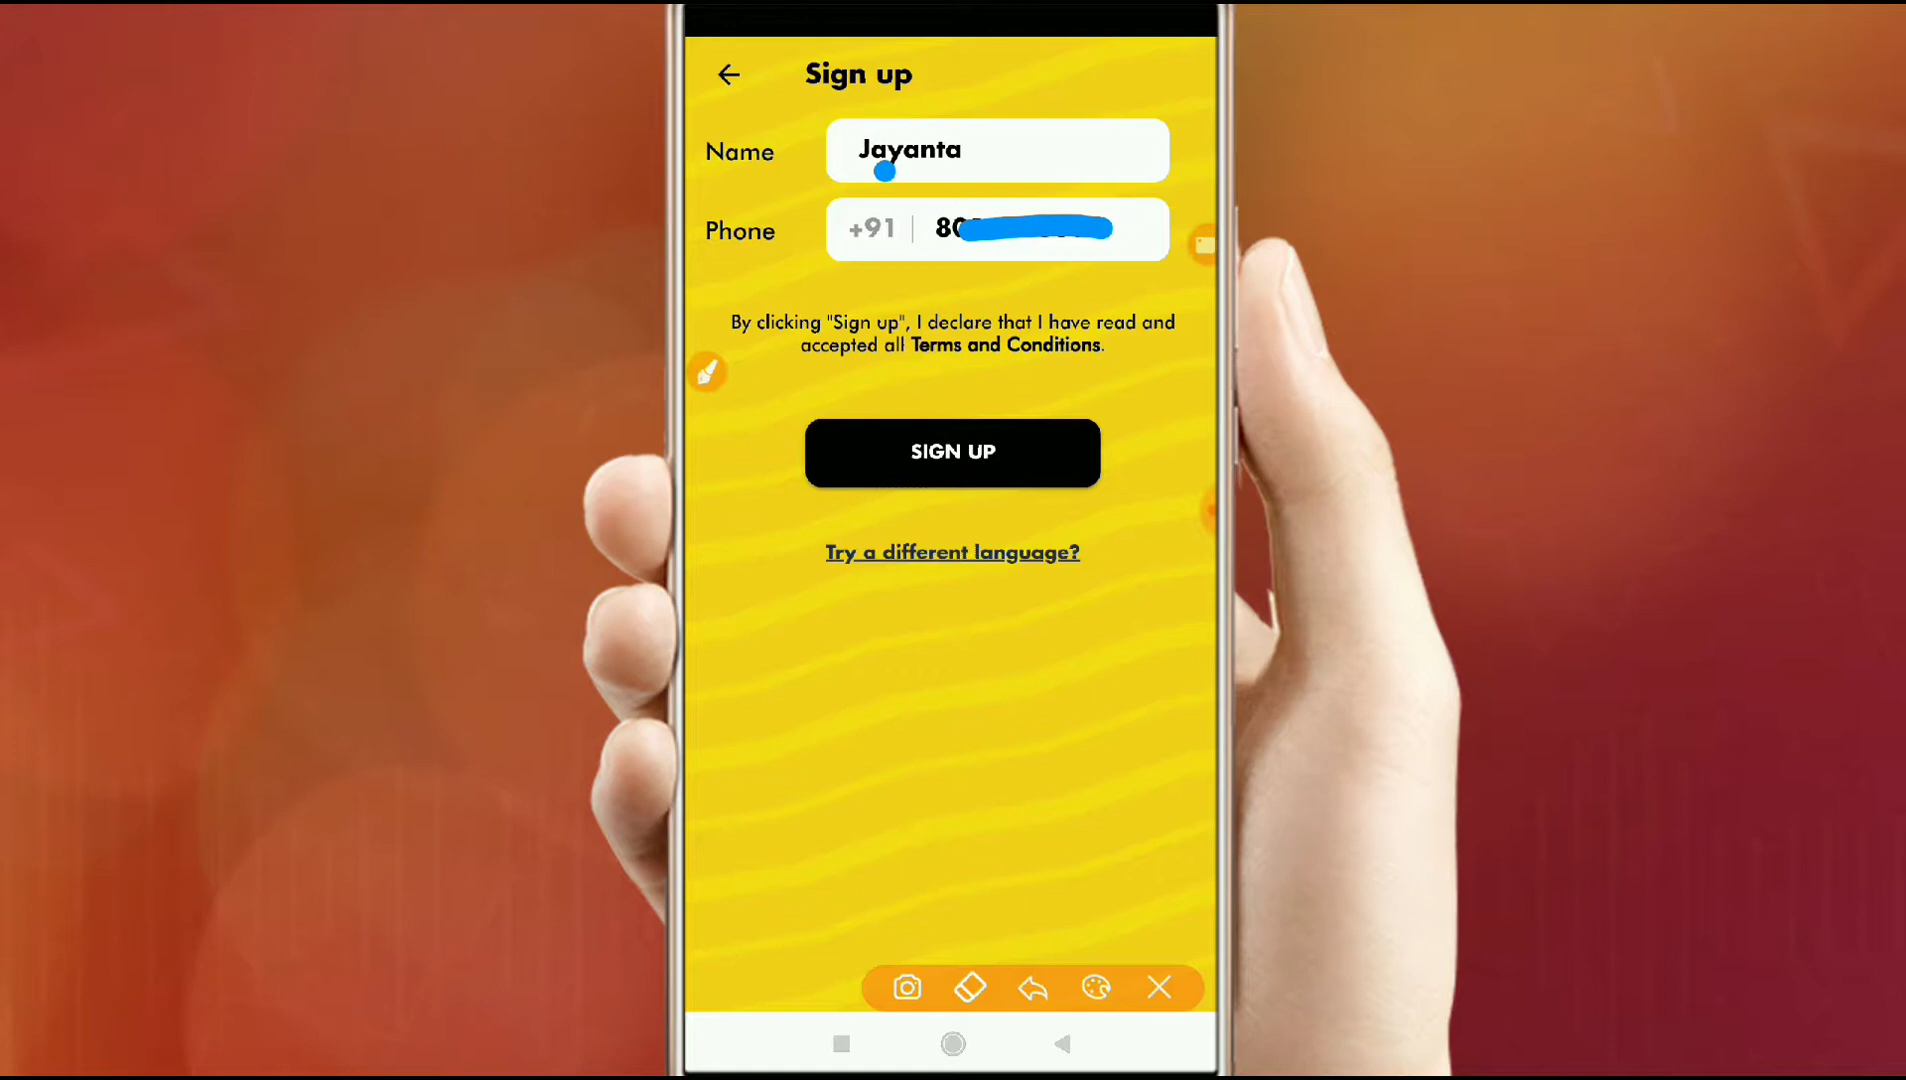 Sign up
Name
Jayanta
Phone
+91
By clicking "Sign up", I declare that I have read and
accepted all Terms and Conditions.
SIGN UP
Try a different language?